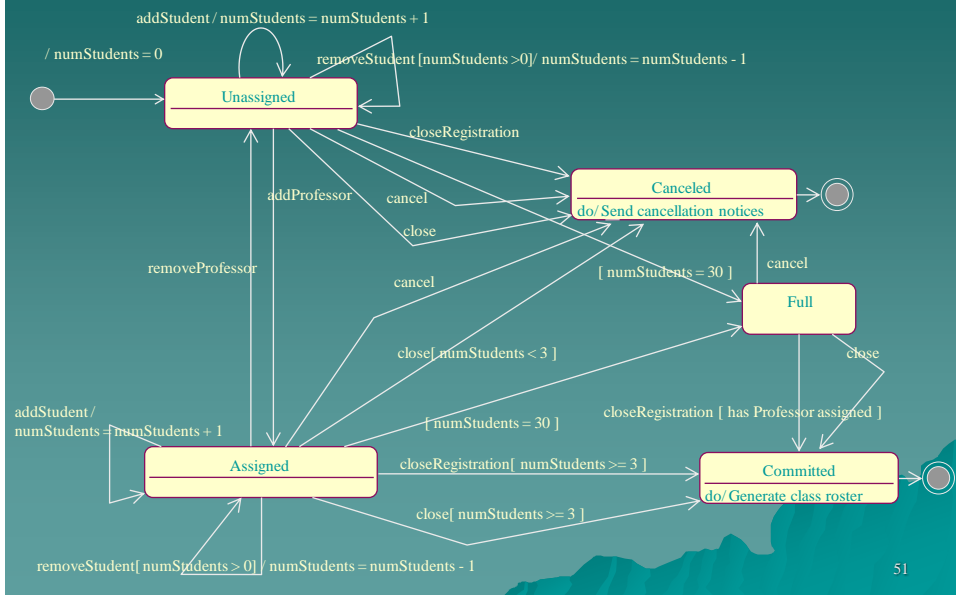 addStudent / numStudents = numStudents + 1
/ numStudents = 0
removeStudent [numStudents >0]/ numStudents = numStudents - 1
Unassigned
closeRegistration
Canceled
do/ Send cancellation notices
addProfessor
cancel
close
removeProfessor
cancel
[ numStudents = 30 ]
cancel
Full
close[ numStudents < 3 ]
close
addStudent /
numStudents = numStudents + 1
closeRegistration [ has Professor assigned ]
[ numStudents = 30 ]
Assigned
closeRegistration[ numStudents >= 3 ]
Committed
do/ Generate class roster
close[ numStudents >= 3 ]
removeStudent[ numStudents > 0] / numStudents = numStudents - 1
51